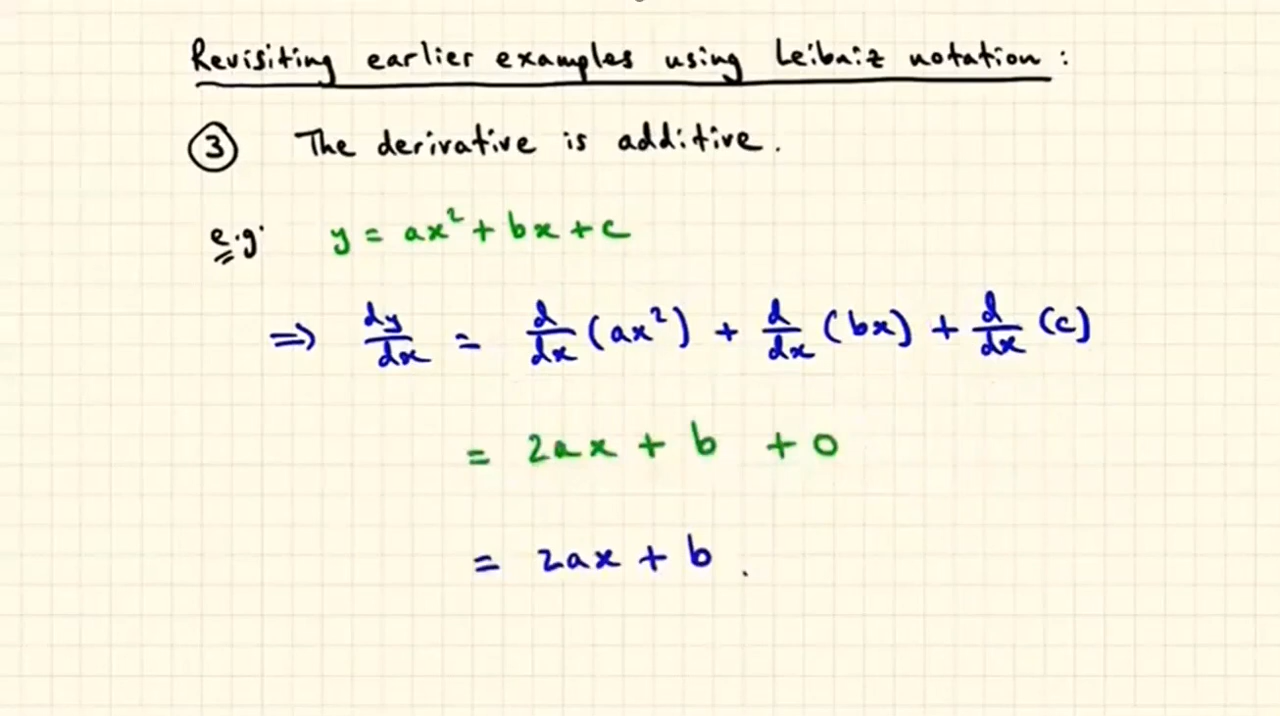 Revisiting earlier examples using Leibniz notation :
③ The derivative is additive.
e.g. y = ax² + bx + c
⇒ dy/dx = d/dx (ax²) + d/dx (bx) + d/dx (c)
= 2ax + b + 0
= 2ax + b .